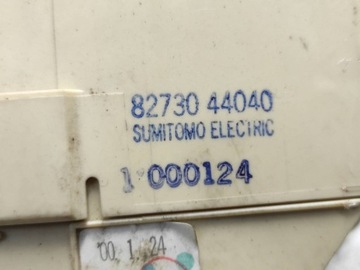 82730 44040
SUMITOMO ELECTRIC
1 000124
'00. 1. 24